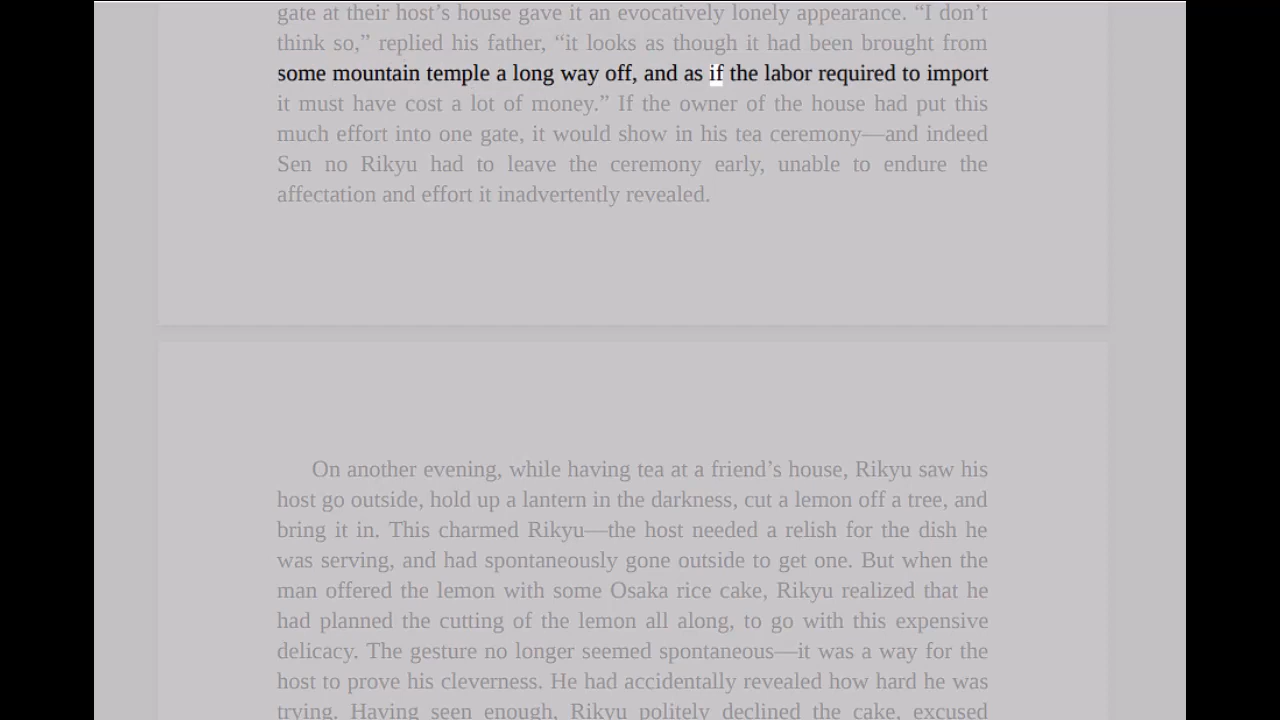 gate at their host’s house gave it an evocatively lonely appearance. “I don’t
think so,” replied his father, “it looks as though it had been brought from
some mountain temple a long way off, and as if the labor required to import
it must have cost a lot of money.” If the owner of the house had put this
much effort into one gate, it would show in his tea ceremony—and indeed
Sen no Rikyu had to leave the ceremony early, unable to endure the
affectation and effort it inadvertently revealed.
On another evening, while having tea at a friend’s house, Rikyu saw his
host go outside, hold up a lantern in the darkness, cut a lemon off a tree, and
bring it in. This charmed Rikyu—the host needed a relish for the dish he
was serving, and had spontaneously gone outside to get one. But when the
man offered the lemon with some Osaka rice cake, Rikyu realized that he
had planned the cutting of the lemon all along, to go with this expensive
delicacy. The gesture no longer seemed spontaneous—it was a way for the
host to prove his cleverness. He had accidentally revealed how hard he was
trying. Having seen enough, Rikyu politely declined the cake, excused